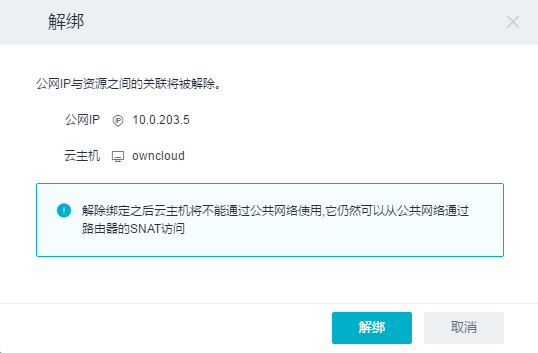 解绑
公网IP与资源之间的关联将被解除。
公网IP IP 10.0.203.5
云主机 owncloud
解除绑定之后云主机将不能通过公共网络使用,它仍然可以从公共网络通过
路由器的SNAT访问
解绑 取消